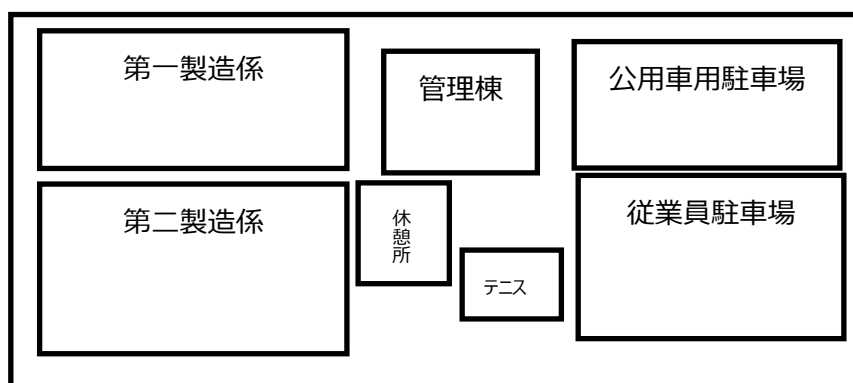 第一製造係
管理棟
公用車用駐車場
第二製造係
休憩所
従業員駐車場
テニス